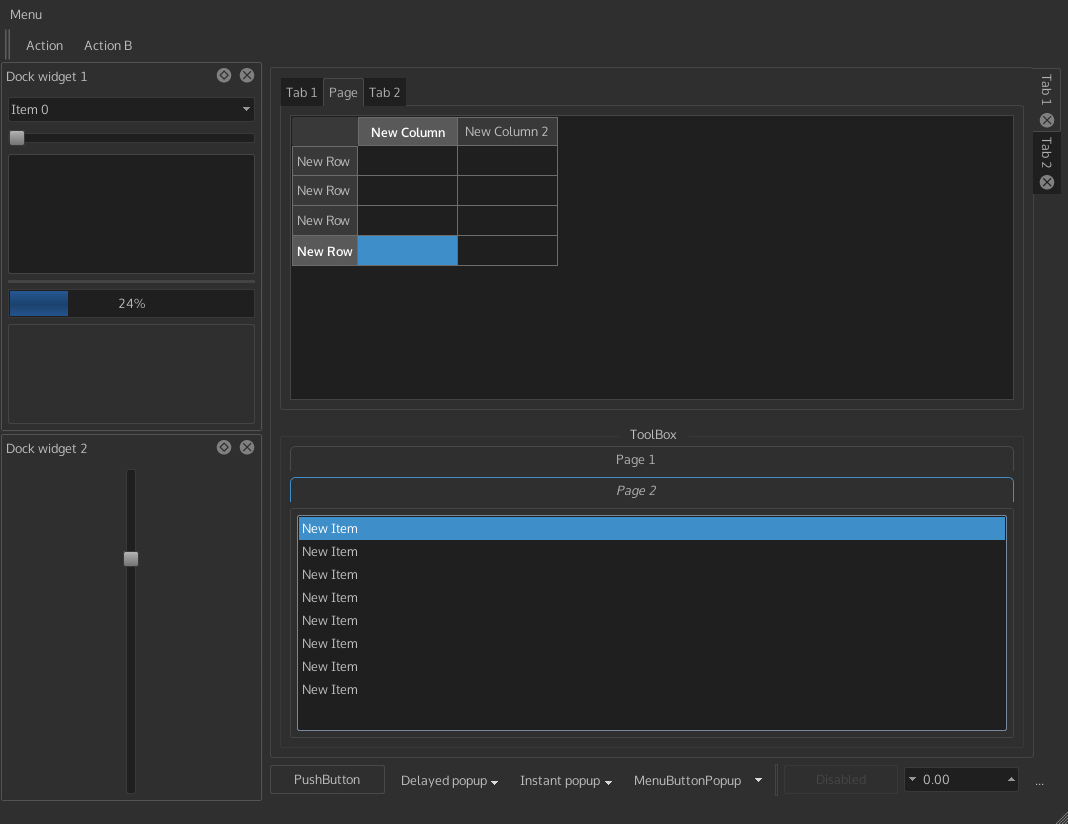 Menu
Action Action B
Dock widget 1
Item 0
24%
Dock widget 2
Tab 1 Page Tab 2
New Column New Column 2
New Row
New Row
New Row
New Row
ToolBox
Page 1
Page 2
New Item
New Item
New Item
New Item
New Item
New Item
New Item
New Item
Tab 1
Tab 2
PushButton Delayed popup Instant popup MenuButtonPopup Disabled 0.00 ...